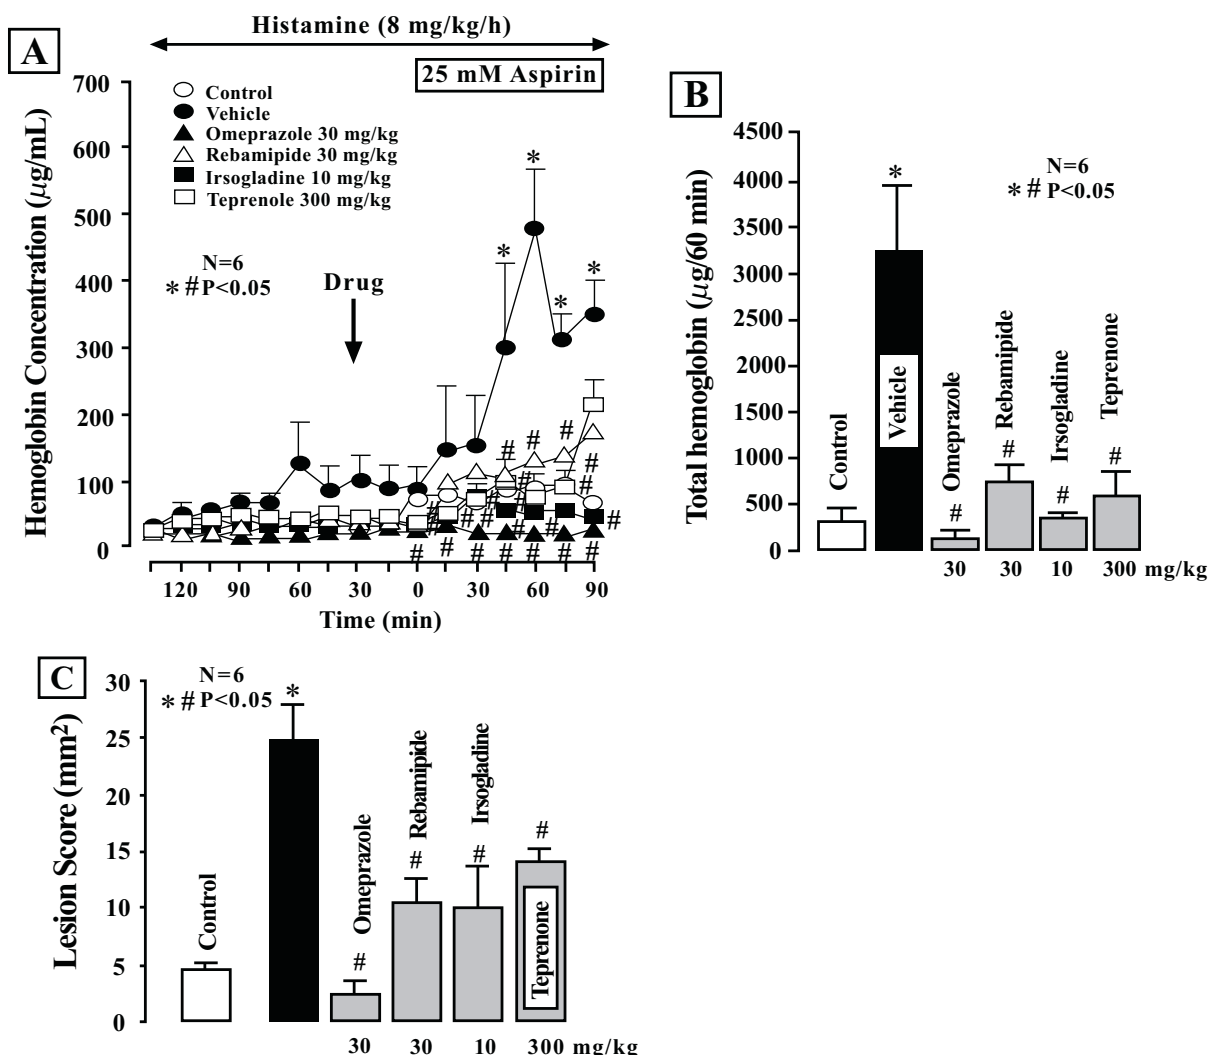 Histamine (8 mg/kg/h)
A
25 mM Aspirin
Hemoglobin Concentration (μg/mL)
700
600
500
400
300
200
100
0
Control
Vehicle
Omeprazole 30 mg/kg
Rebamipide 30 mg/kg
Irsogladine 10 mg/kg
Teprenole 300 mg/kg
N=6
* # P<0.05
Drug
* * * *
# # # # # # # # # # # # # # # # # # # #
120 90 60 30 0 30 60 90
Time (min)
B
Total hemoglobin (μg/60 min)
4500
4000
3500
3000
2500
2000
1500
1000
500
0
N=6
* # P<0.05
Control
*
Vehicle
Omeprazole
#
Rebamipide
#
Irsogladine
#
Teprenone
#
30 30 10 300 mg/kg
C
Lesion Score (mm²)
30
25
20
15
10
5
0
N=6
* # P<0.05
Control
*
Omeprazole
#
Rebamipide
#
Irsogladine
#
#
Teprenone
30 30 10 300 mg/kg